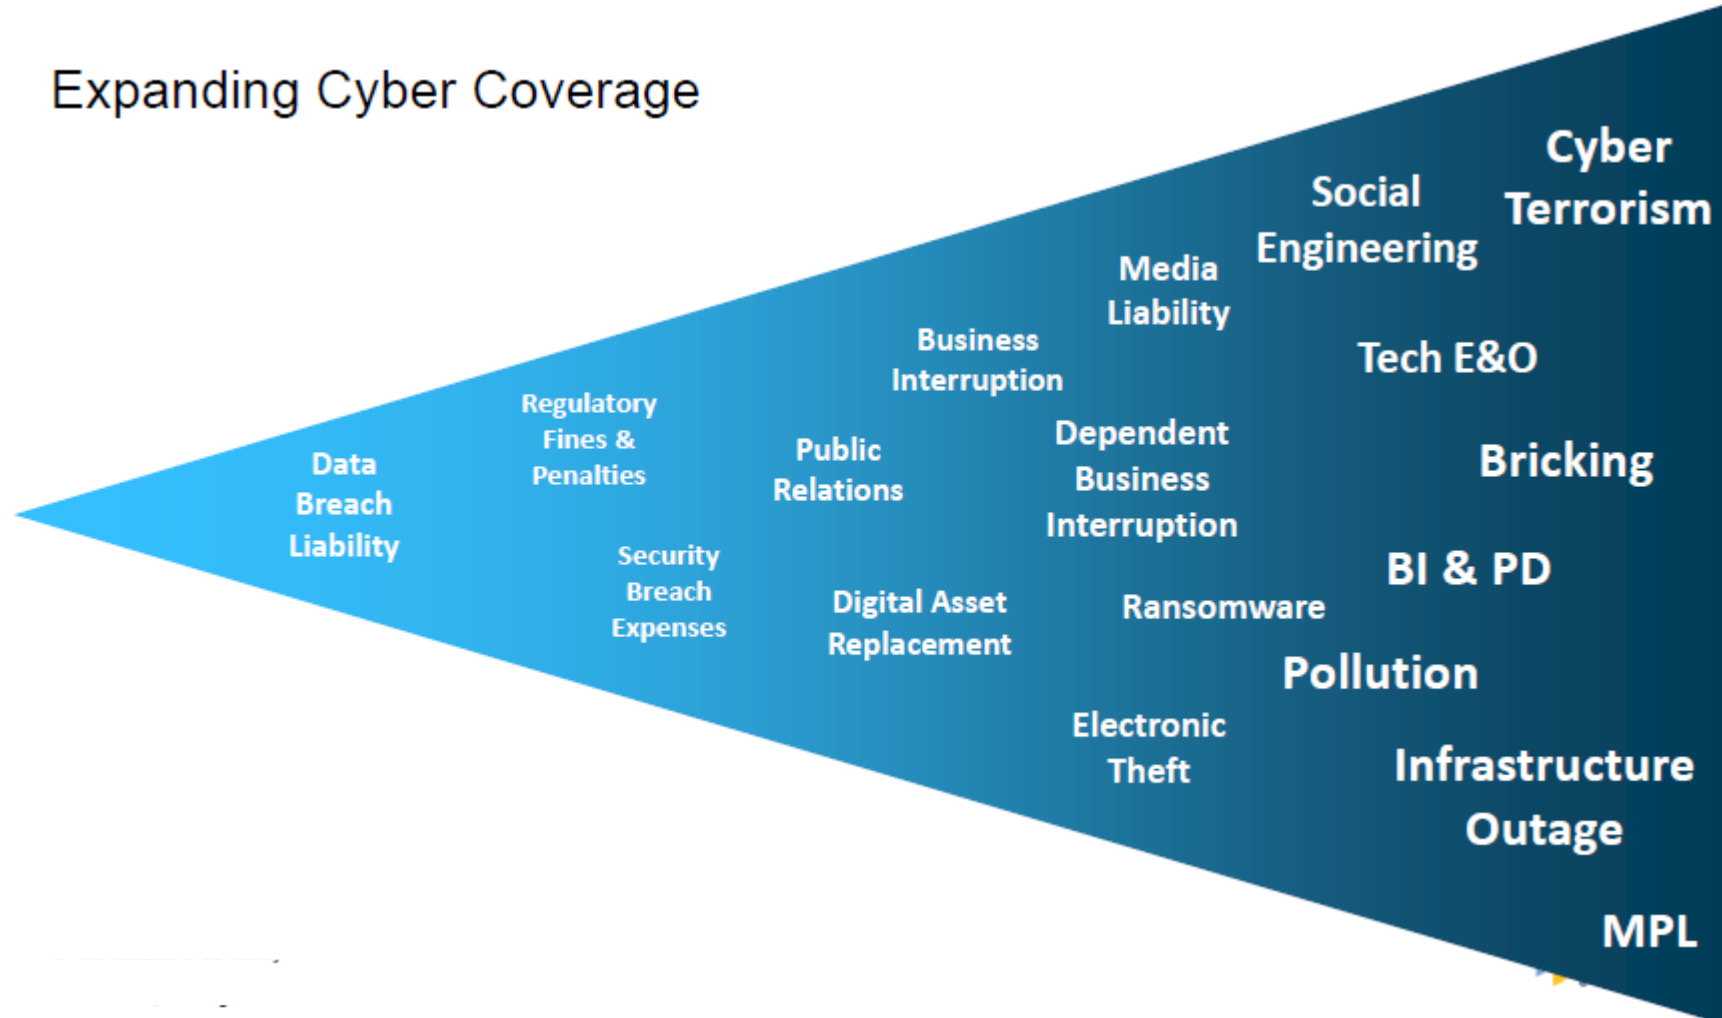 Expanding Cyber Coverage
Data
Breach
Liability
Regulatory
Fines &
Penalties
Security
Breach
Expenses
Public
Relations
Digital Asset
Replacement
Business
Interruption
Media
Liability
Dependent
Business
Interruption
Ransomware
Electronic
Theft
Social
Engineering
Cyber
Terrorism
Tech E&O
Bricking
BI & PD
Pollution
Infrastructure
Outage
MPL